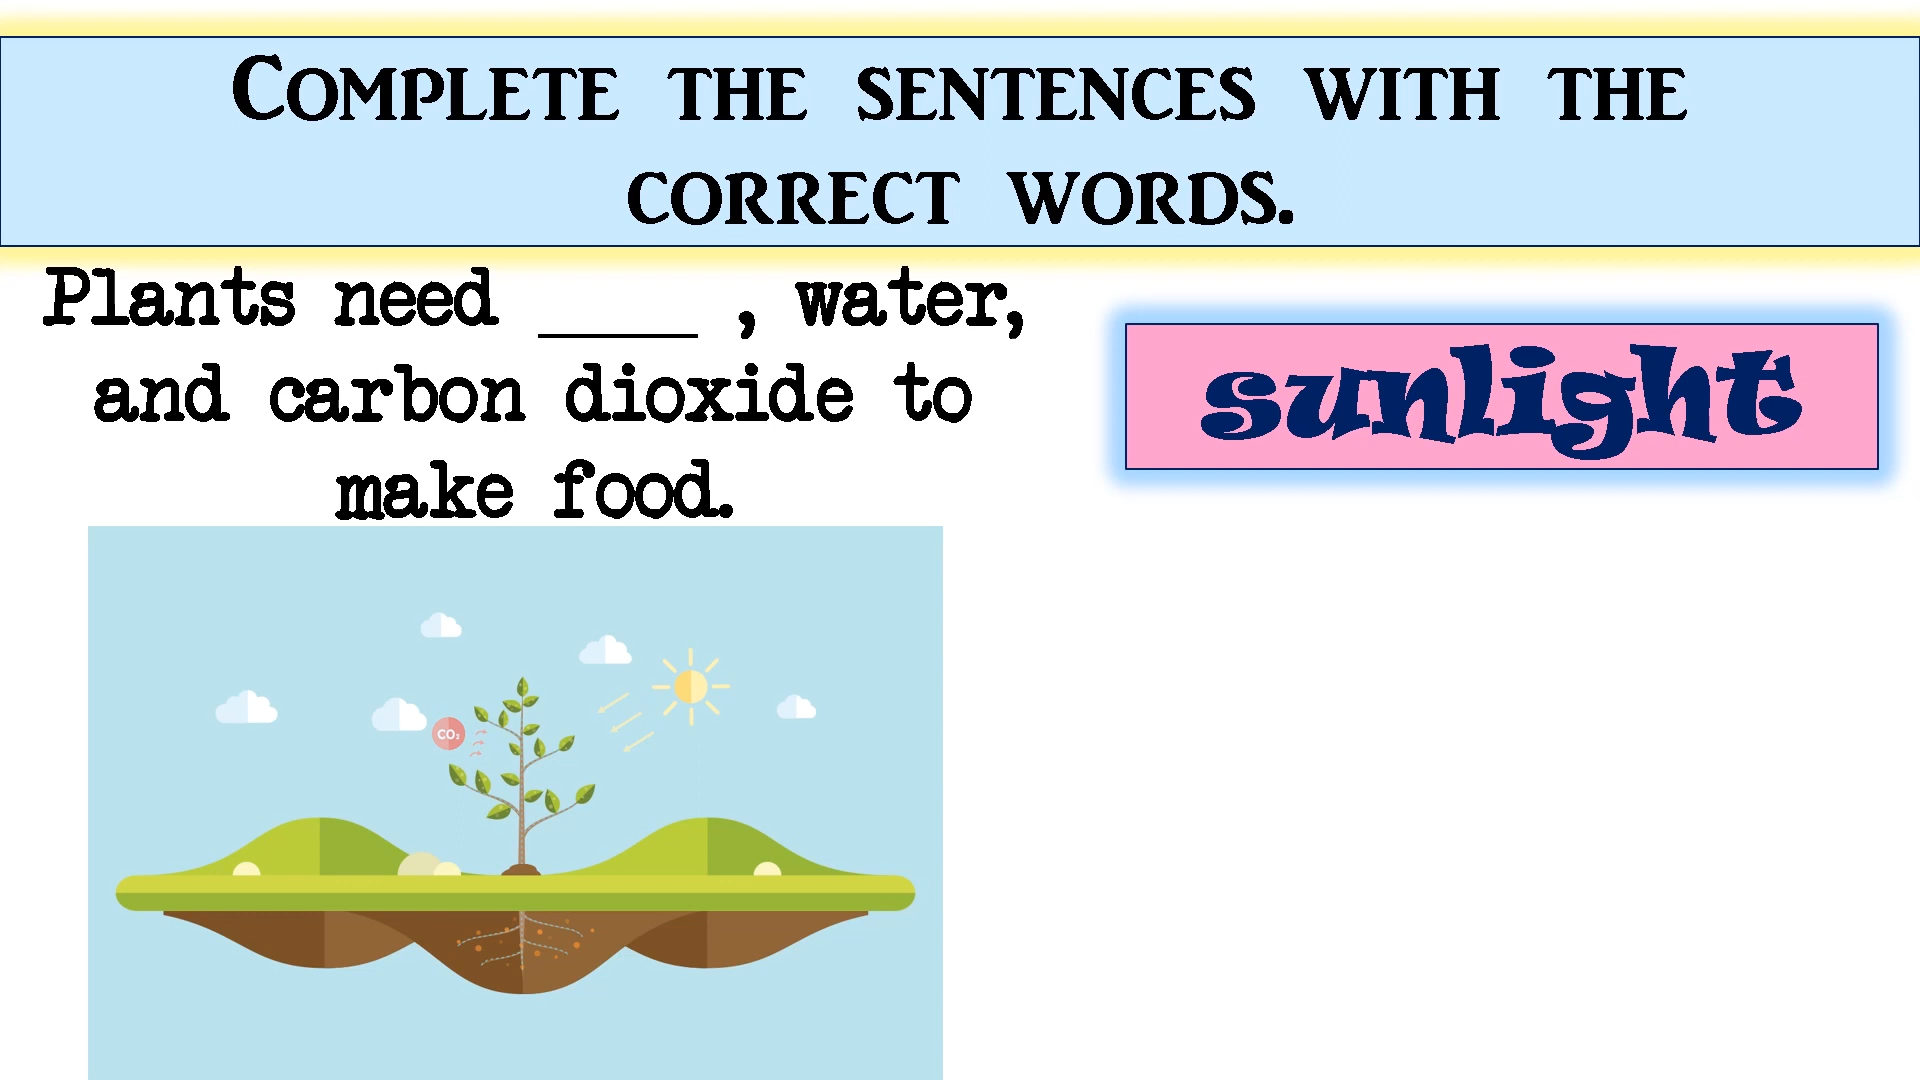 Complete the sentences with the
correct words.
Plants need ____ , water,
and carbon dioxide to
make food.
sunlight
CO₂